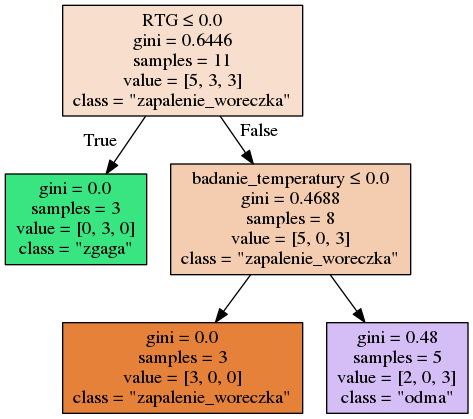 RTG ≤ 0.0
gini = 0.6446
samples = 11
value = [5, 3, 3]
class = "zapalenie_woreczka"
True
False
gini = 0.0
samples = 3
value = [0, 3, 0]
class = "zgaga"
badanie_temperatury ≤ 0.0
gini = 0.4688
samples = 8
value = [5, 0, 3]
class = "zapalenie_woreczka"
gini = 0.0
samples = 3
value = [3, 0, 0]
class = "zapalenie_woreczka"
gini = 0.48
samples = 5
value = [2, 0, 3]
class = "odma"